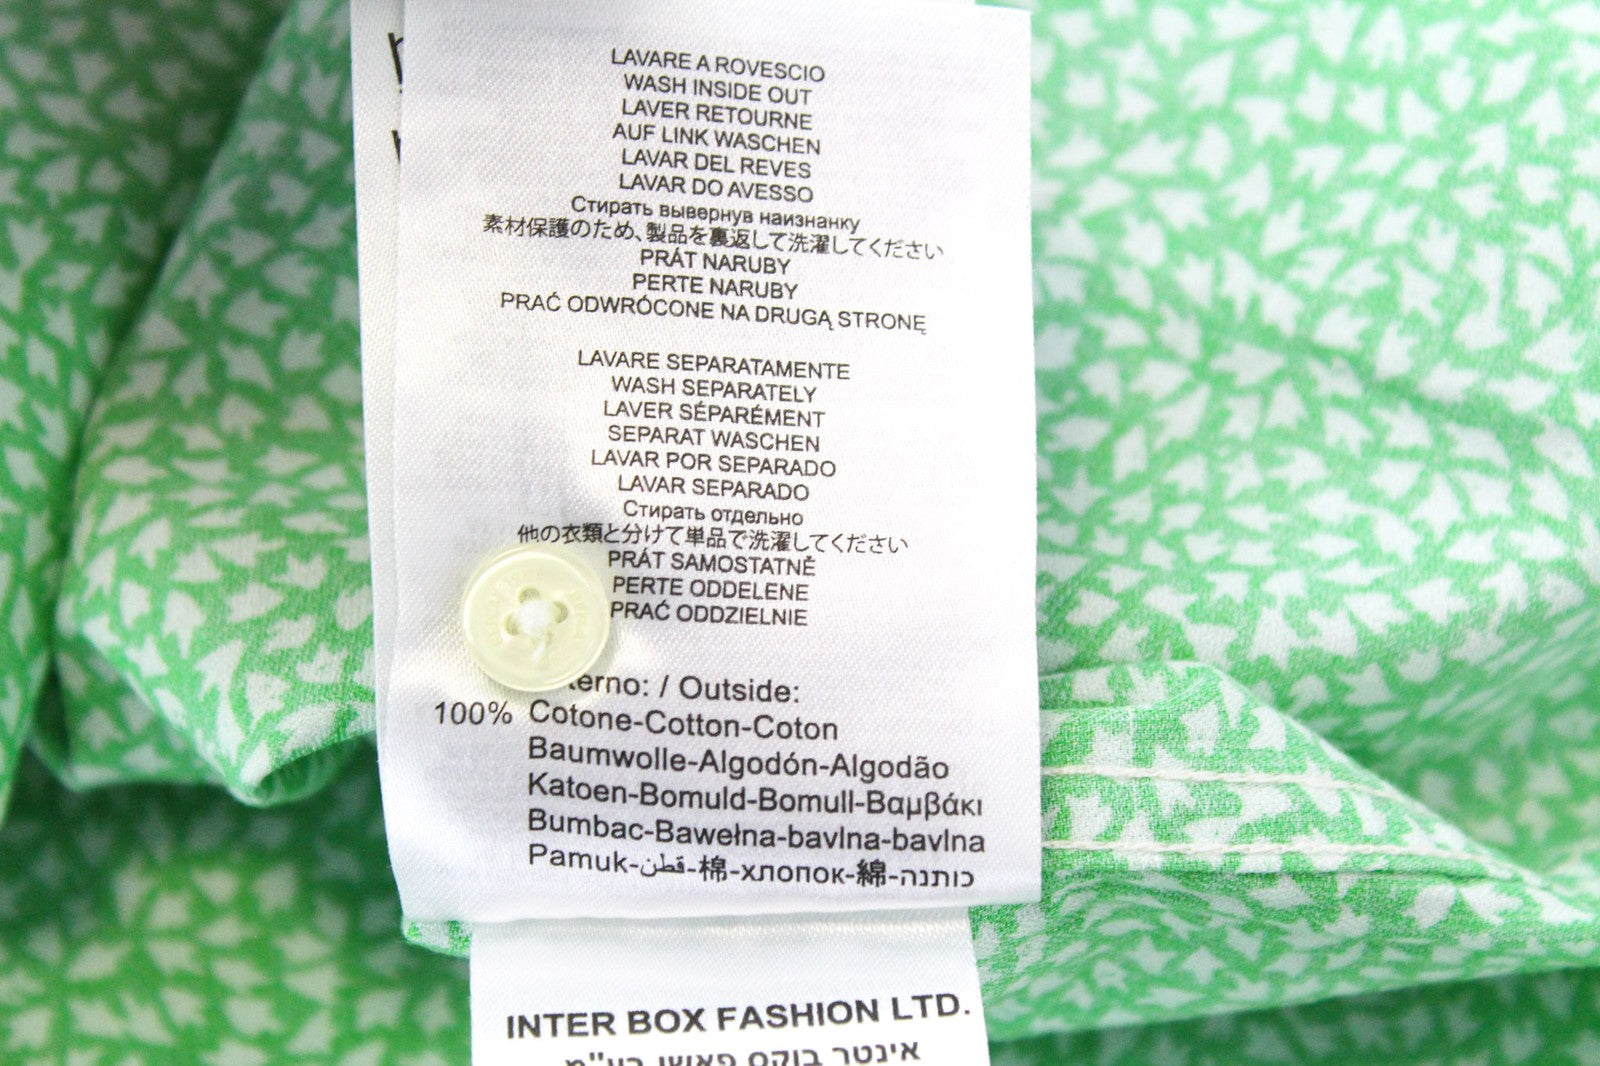 LAVARE A ROVESCIO
WASH INSIDE OUT
LAVER RETOURNE
AUF LINK WASCHEN
LAVAR DEL REVES
LAVAR DO AVESSO
Стирать вывернув наизнанку
素材保護のため、製品を裏返して洗濯してください
PRÁT NARUBY
PERTE NARUBY
PRAĆ ODWRÓCONE NA DRUGĄ STRONĘ
LAVARE SEPARATAMENTE
WASH SEPARATELY
LAVER SÉPARÉMENT
SEPARAT WASCHEN
LAVAR POR SEPARADO
LAVAR SEPARADO
Стирать отдельно
他の衣類と分けて単品で洗濯してください
PRÁT SAMOSTATNĚ
PERTE ODDELENE
PRAĆ ODDZIELNIE
terno: / Outside:
100% Cotone-Cotton-Coton
Baumwolle-Algodón-Algodão
Katoen-Bomuld-Bomull-Βαμβάκι
Bumbac-Bawełna-bavlna-bavlna
Pamuk-قطن-棉-хлопок-綿-כותנה
INTER BOX FASHION LTD.
אינטר בוקס פאשן בע"מ